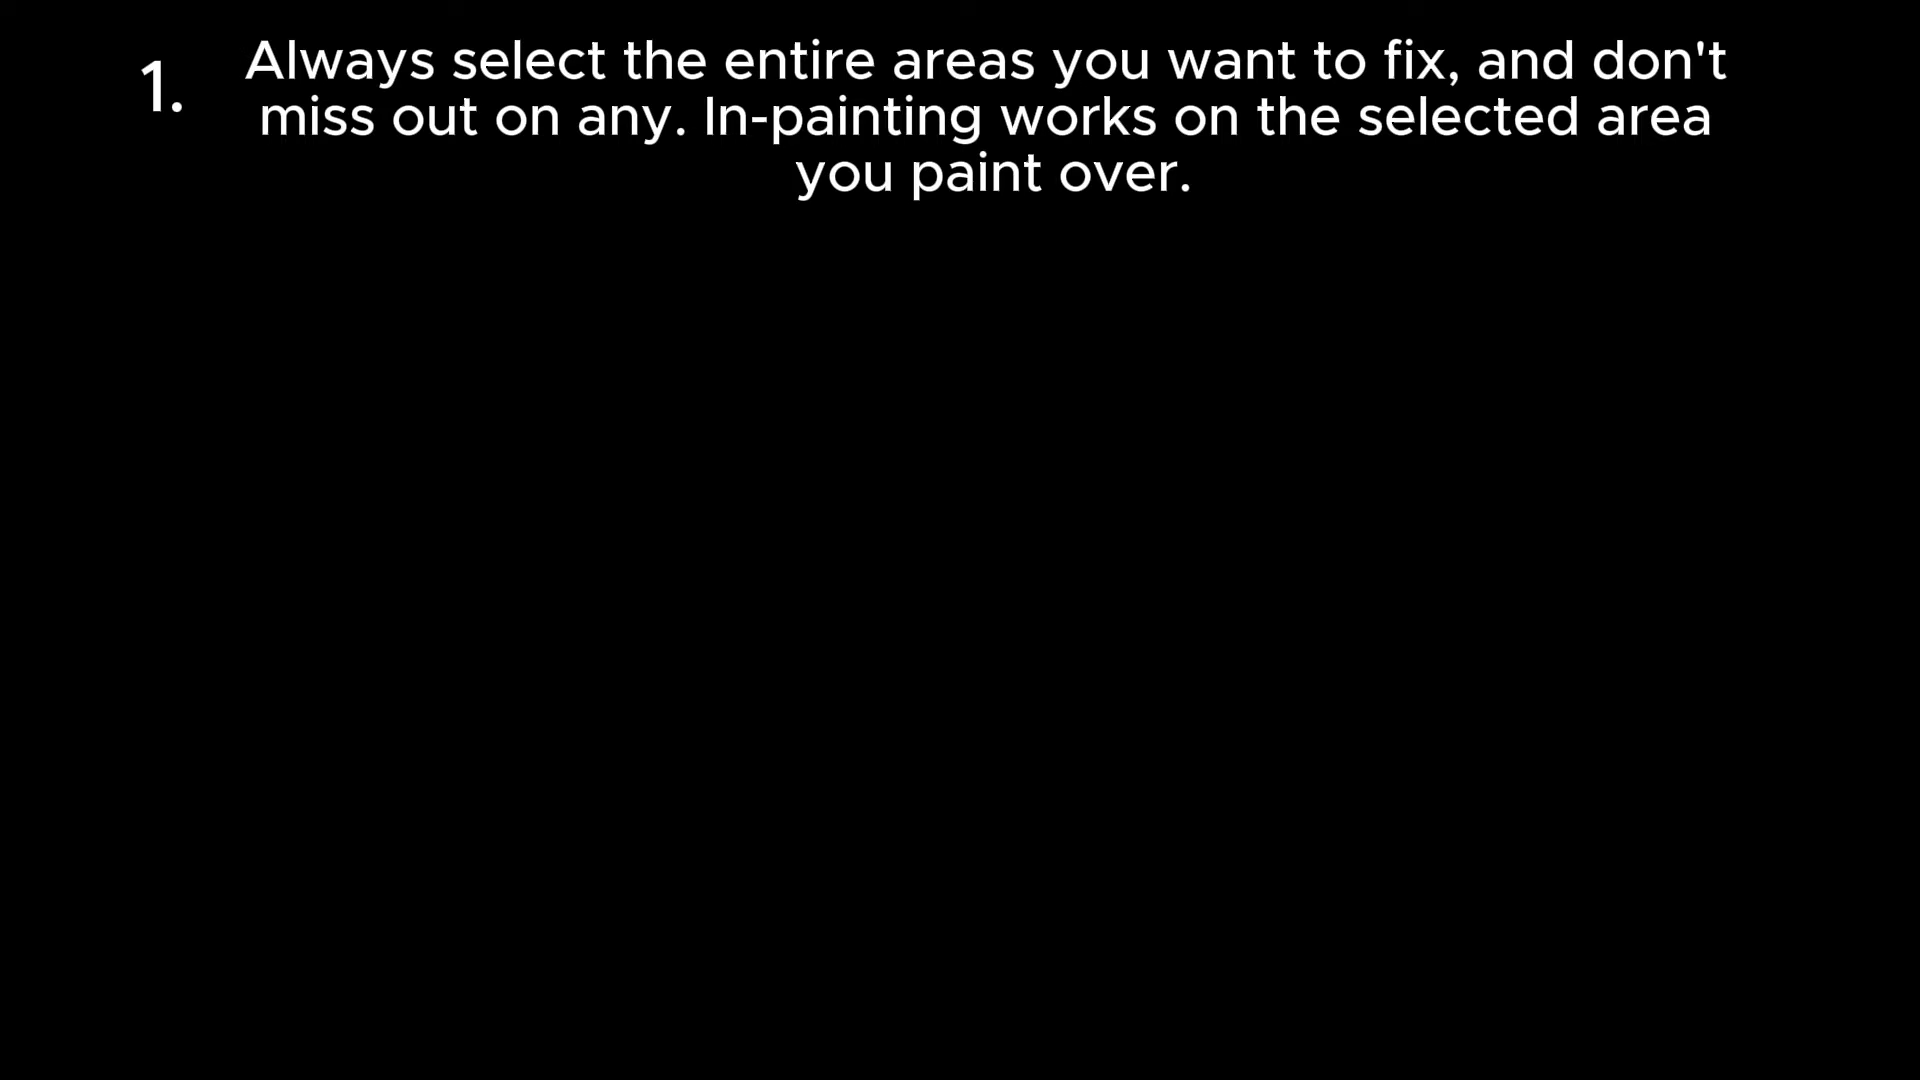 1. Always select the entire areas you want to fix, and don't
miss out on any. In-painting works on the selected area
you paint over.